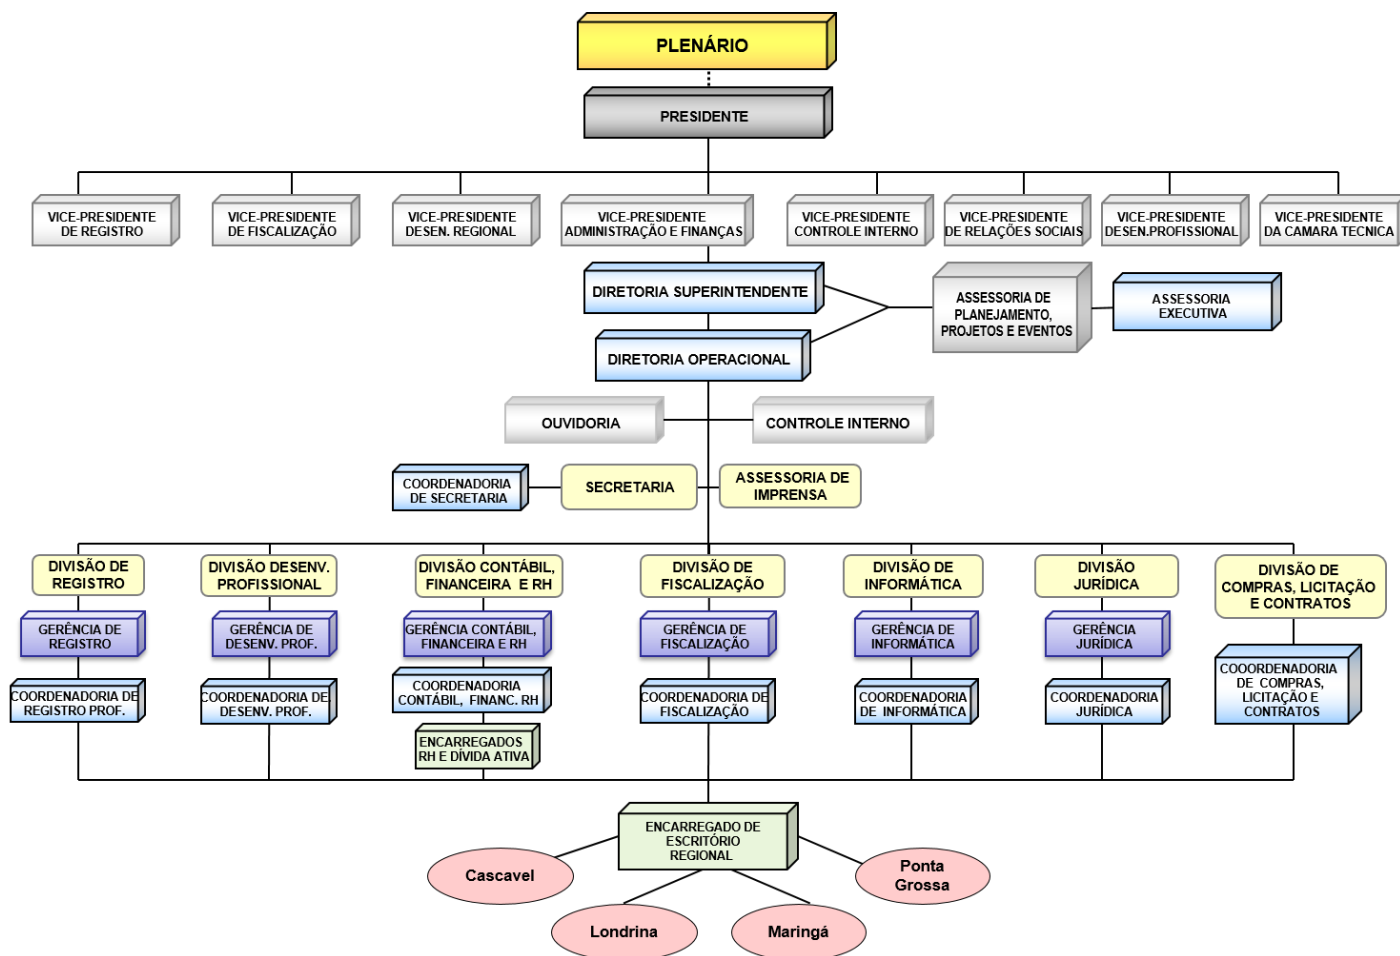 PLENÁRIO
PRESIDENTE
VICE-PRESIDENTE
DE REGISTRO
VICE-PRESIDENTE
DE FISCALIZAÇÃO
VICE-PRESIDENTE
DESEN. REGIONAL
VICE-PRESIDENTE
ADMINISTRAÇÃO E FINANÇAS
VICE-PRESIDENTE
CONTROLE INTERNO
VICE-PRESIDENTE
DE RELAÇÕES SOCIAIS
VICE-PRESIDENTE
DESEN.PROFISSIONAL
VICE-PRESIDENTE
DA CAMARA TECNICA
DIRETORIA SUPERINTENDENTE
ASSESSORIA DE
PLANEJAMENTO,
PROJETOS E EVENTOS
ASSESSORIA
EXECUTIVA
DIRETORIA OPERACIONAL
OUVIDORIA
CONTROLE INTERNO
COORDENADORIA
DE SECRETARIA
SECRETARIA
ASSESSORIA DE
IMPRENSA
DIVISÃO DE
REGISTRO
DIVISÃO DESENV.
PROFISSIONAL
DIVISÃO CONTÁBIL,
FINANCEIRA E RH
DIVISÃO DE
FISCALIZAÇÃO
DIVISÃO DE
INFORMÁTICA
DIVISÃO
JURÍDICA
DIVISÃO DE
COMPRAS, LICITAÇÃO
E CONTRATOS
GERÊNCIA DE
REGISTRO
GERÊNCIA DE
DESENV. PROF.
GERÊNCIA CONTÁBIL,
FINANCEIRA E RH
GERÊNCIA DE
FISCALIZAÇÃO
GERÊNCIA DE
INFORMÁTICA
GERÊNCIA
JURÍDICA
COORDENADORIA DE
REGISTRO PROF.
COORDENADORIA DE.
DESENV. PROF.
COORDENADORIA
CONTÁBIL, FINANC. RH
COORDENADORIA DE
FISCALIZAÇÃO
COORDENADORIA
DE INFORMÁTICA
COORDENADORIA
JURÍDICA
COOORDENADORIA
DE COMPRAS,
LICITAÇÃO E
CONTRATOS
ENCARREGADOS
RH E DÍVIDA ATIVA
ENCARREGADO DE
ESCRITÓRIO
REGIONAL
Cascavel
Londrina
Maringá
Ponta
Grossa